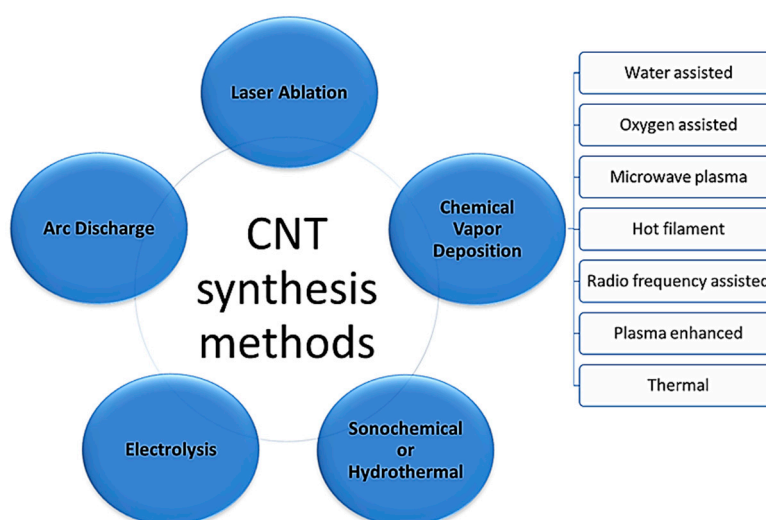 Laser Ablation
Arc Discharge
CNT
synthesis
methods
Chemical
Vapor
Deposition
Electrolysis
Sonochemical
or
Hydrothermal
Water assisted
Oxygen assisted
Microwave plasma
Hot filament
Radio frequency assisted
Plasma enhanced
Thermal